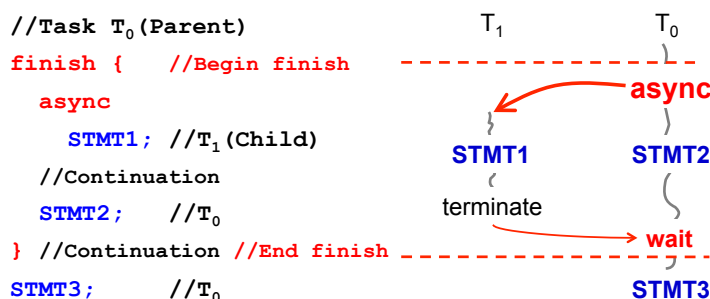 //Task T₀(Parent)
finish { //Begin finish
async
STMT1; //T₁(Child)
//Continuation
STMT2; //T₀
} //Continuation //End finish
STMT3; //T₀
T₁ T₀
async
STMT1 STMT2
terminate
wait
STMT3